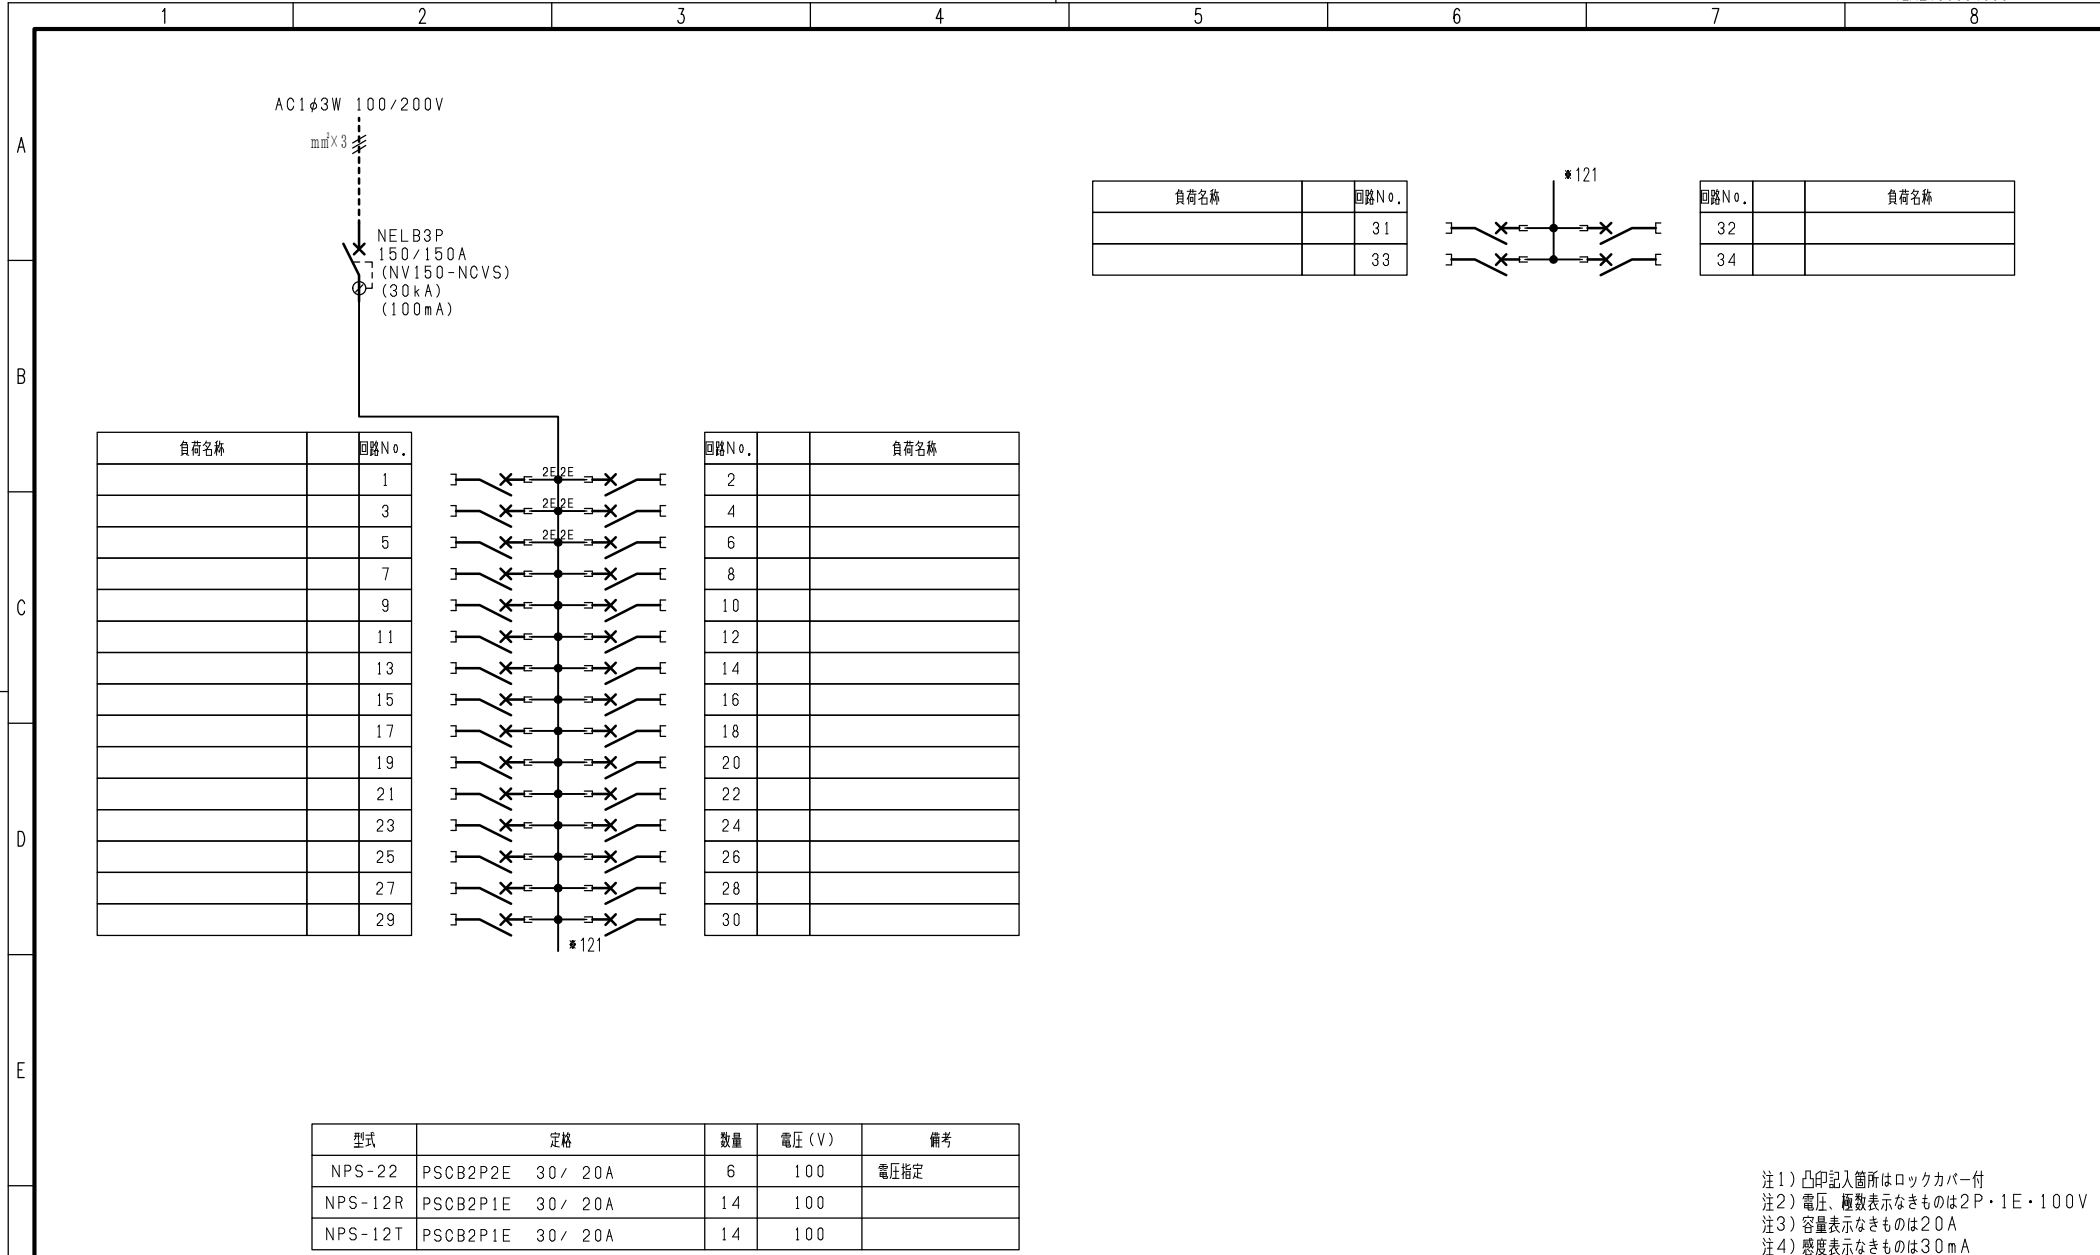 1 2 3 4 5 6 7 8
A
B
C
D
E
AC1φ3W 100/200V
mm²×3
NELB3P
150/150A
(NV150-NCVS)
(30kA)
(100mA)
負荷名称 回路No.
1
3
5
7
9
11
13
15
17
19
21
23
25
27
29
2E 2E
2E 2E
2E 2E
*121
回路No. 負荷名称
2
4
6
8
10
12
14
16
18
20
22
24
26
28
30
負荷名称 回路No.
31
33
*121
回路No. 負荷名称
32
34
型式 定格 数量 電圧(V) 備考
NPS-22 PSCB2P2E 30/ 20A 6 100 電圧指定
NPS-12R PSCB2P1E 30/ 20A 14 100
NPS-12T PSCB2P1E 30/ 20A 14 100
注1)凸印記入箇所はロックカバー付
注2)電圧、極数表示なきものは2P・1E・100V
注3)容量表示なきものは20A
注4)感度表示なきものは30mA